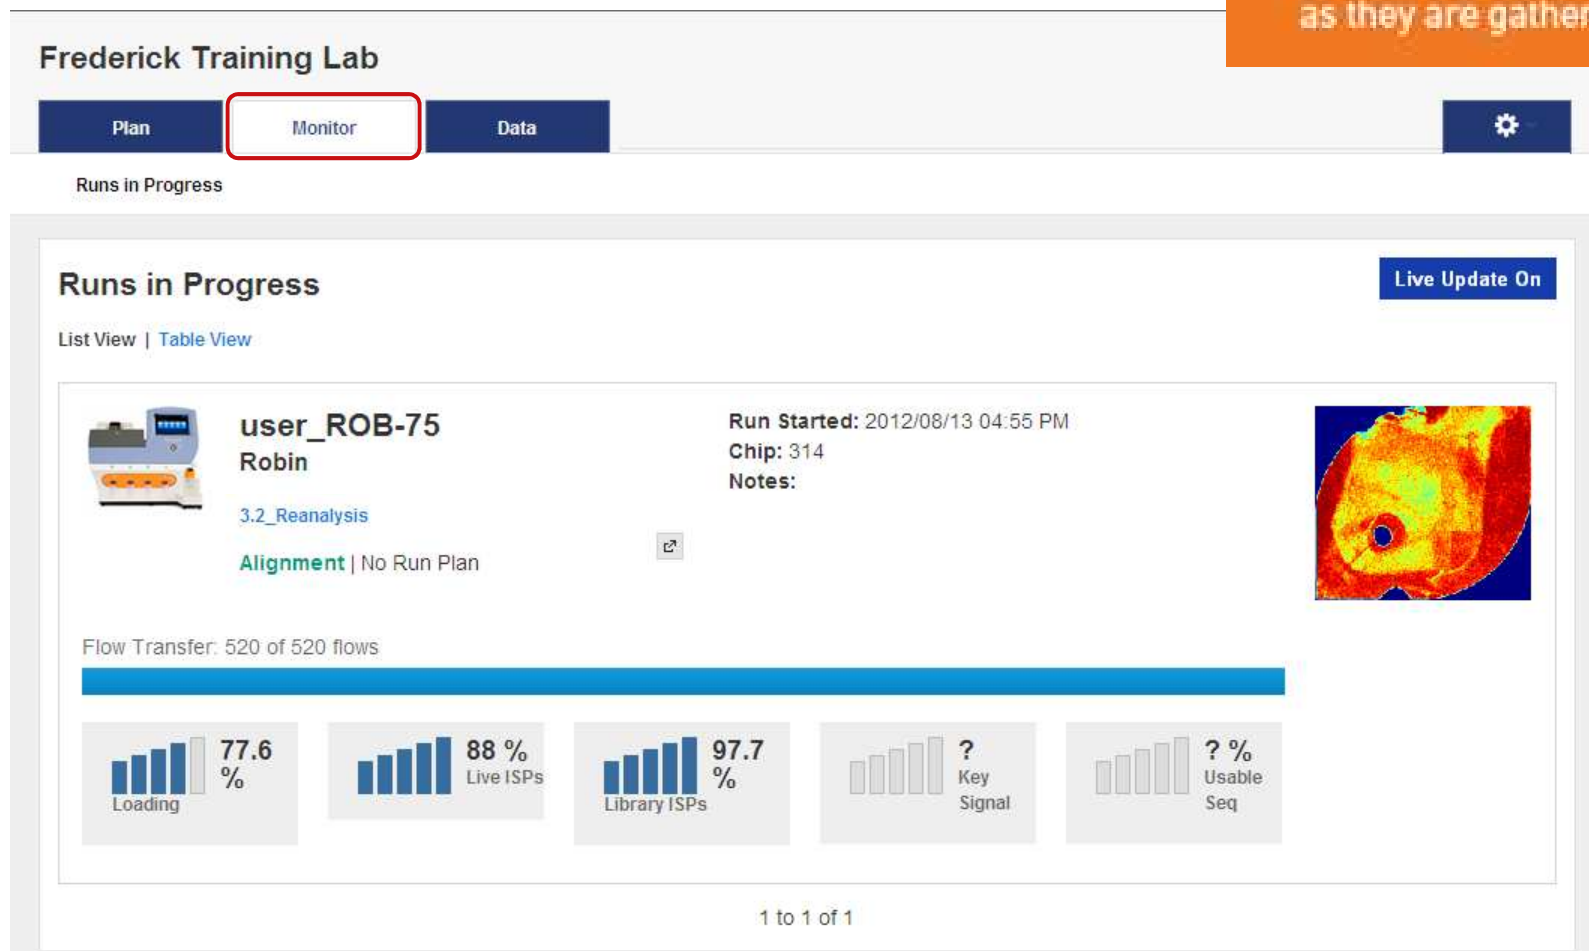 as they are gather
Frederick Training Lab
Plan Monitor Data
Runs in Progress
Runs in Progress
Live Update On
List View | Table View
user_ROB-75
Robin
3.2_Reanalysis
Alignment | No Run Plan
Run Started: 2012/08/13 04:55 PM
Chip: 314
Notes:
Flow Transfer: 520 of 520 flows
77.6
%
Loading
88 %
Live ISPs
97.7
%
Library ISPs
?
Key
Signal
? %
Usable
Seq
1 to 1 of 1